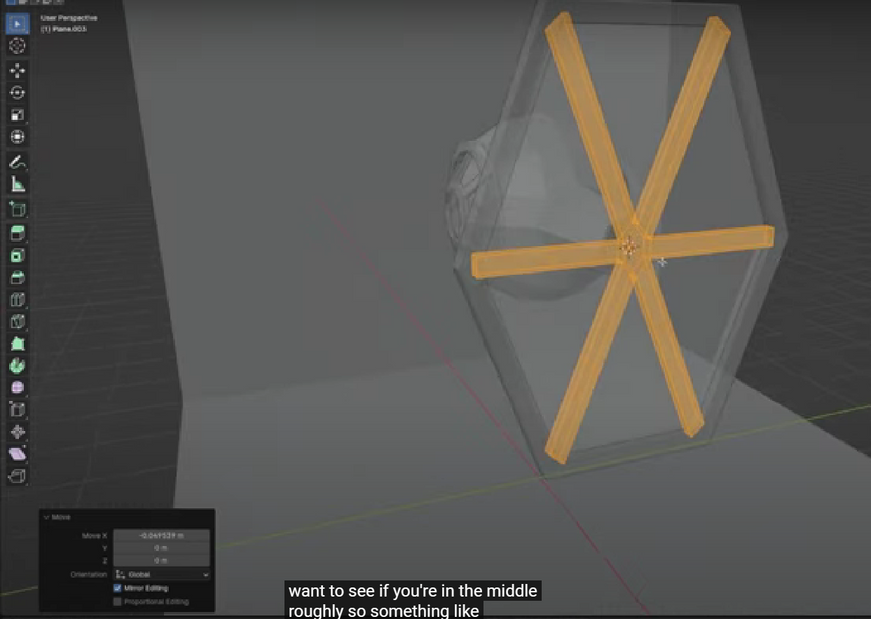 User Perspective
(1) Plane.003
Move
Move X -0.069539 m
Y 0 m
Z 0 m
Orientation Global
Mirror Editing
Proportional Editing
want to see if you're in the middle
roughly so something like